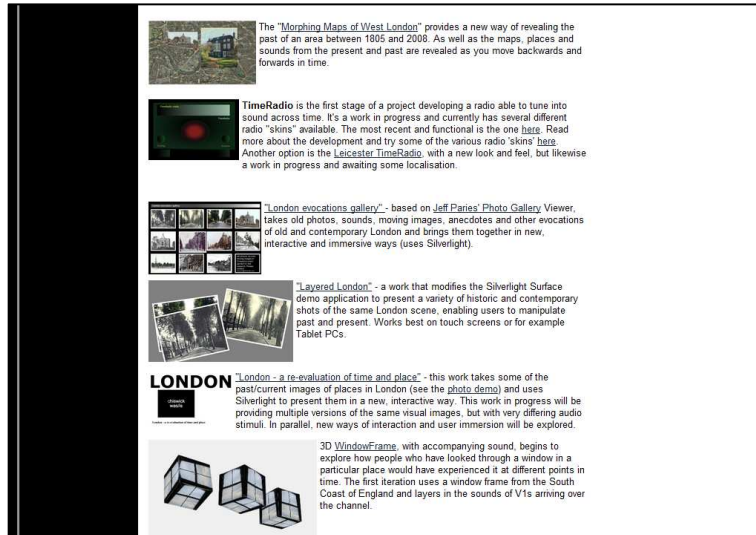 The "Morphing Maps of West London" provides a new way of revealing the
past of an area between 1805 and 2008. As well as the maps, places and
sounds from the present and past are revealed as you move backwards and
forwards in time.
TimeRadio is the first stage of a project developing a radio able to tune into
sound across time. It's a work in progress and currently has several different
radio "skins" available. The most recent and functional is the one here. Read
more about the development and try some of the various radio 'skins' here.
Another option is the Leicester TimeRadio, with a new look and feel, but likewise
a work in progress and awaiting some localisation.
"London evocations gallery" - based on Jeff Paries' Photo Gallery Viewer,
takes old photos, sounds, moving images, anecdotes and other evocations
of old and contemporary London and brings them together in new,
interactive and immersive ways (uses Silverlight).
"Layered London" - a work that modifies the Silverlight Surface
demo application to present a variety of historic and contemporary
shots of the same London scene, enabling users to manipulate
past and present. Works best on touch screens or for example
Tablet PCs.
LONDON
"London - a re-evaluation of time and place" - this work takes some of the
past/current images of places in London (see the photo demo) and uses
Silverlight to present them in a new, interactive way. This work in progress will be
providing multiple versions of the same visual images, but with very differing audio
stimuli. In parallel, new ways of interaction and user immersion will be explored.
London - a re-evaluation of time and place
3D WindowFrame, with accompanying sound, begins to
explore how people who have looked through a window in a
particular place would have experienced it at different points in
time. The first iteration uses a window frame from the South
Coast of England and layers in the sounds of V1s arriving over
the channel.